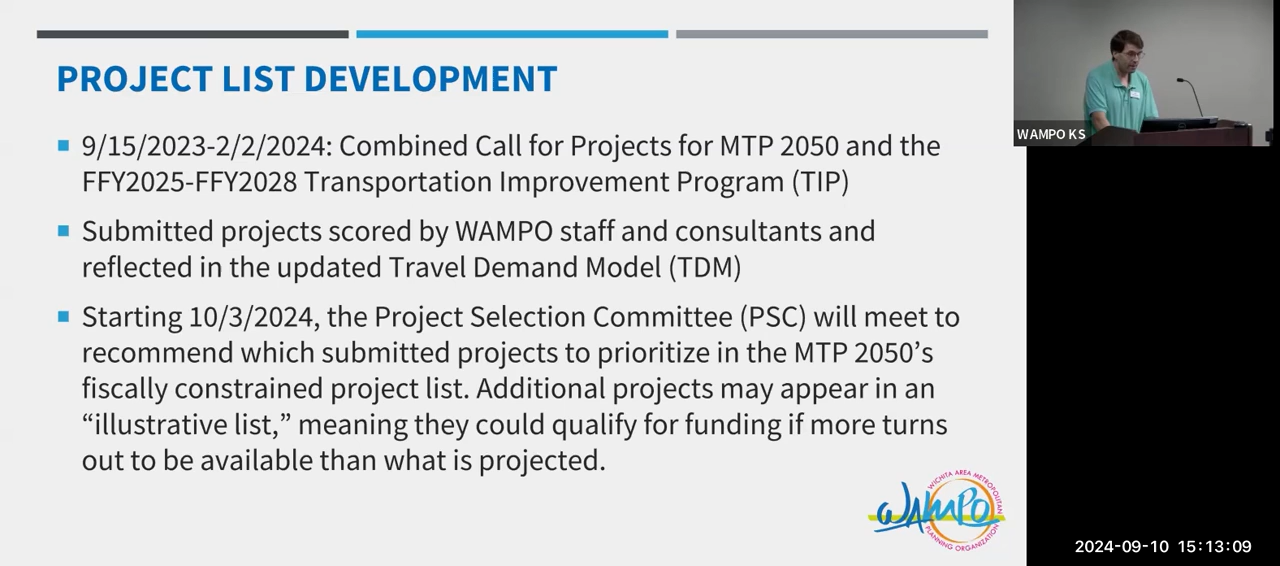 PROJECT LIST DEVELOPMENT
9/15/2023-2/2/2024: Combined Call for Projects for MTP 2050 and the
FFY2025-FFY2028 Transportation Improvement Program (TIP)
Submitted projects scored by WAMPO staff and consultants and
reflected in the updated Travel Demand Model (TDM)
Starting 10/3/2024, the Project Selection Committee (PSC) will meet to
recommend which submitted projects to prioritize in the MTP 2050’s
fiscally constrained project list. Additional projects may appear in an
“illustrative list,” meaning they could qualify for funding if more turns
out to be available than what is projected.
WICHITA AREA METROPOLITAN
WAMPO
PLANNING ORGANIZATION
WAMPO KS
2024-09-10 15:13:09